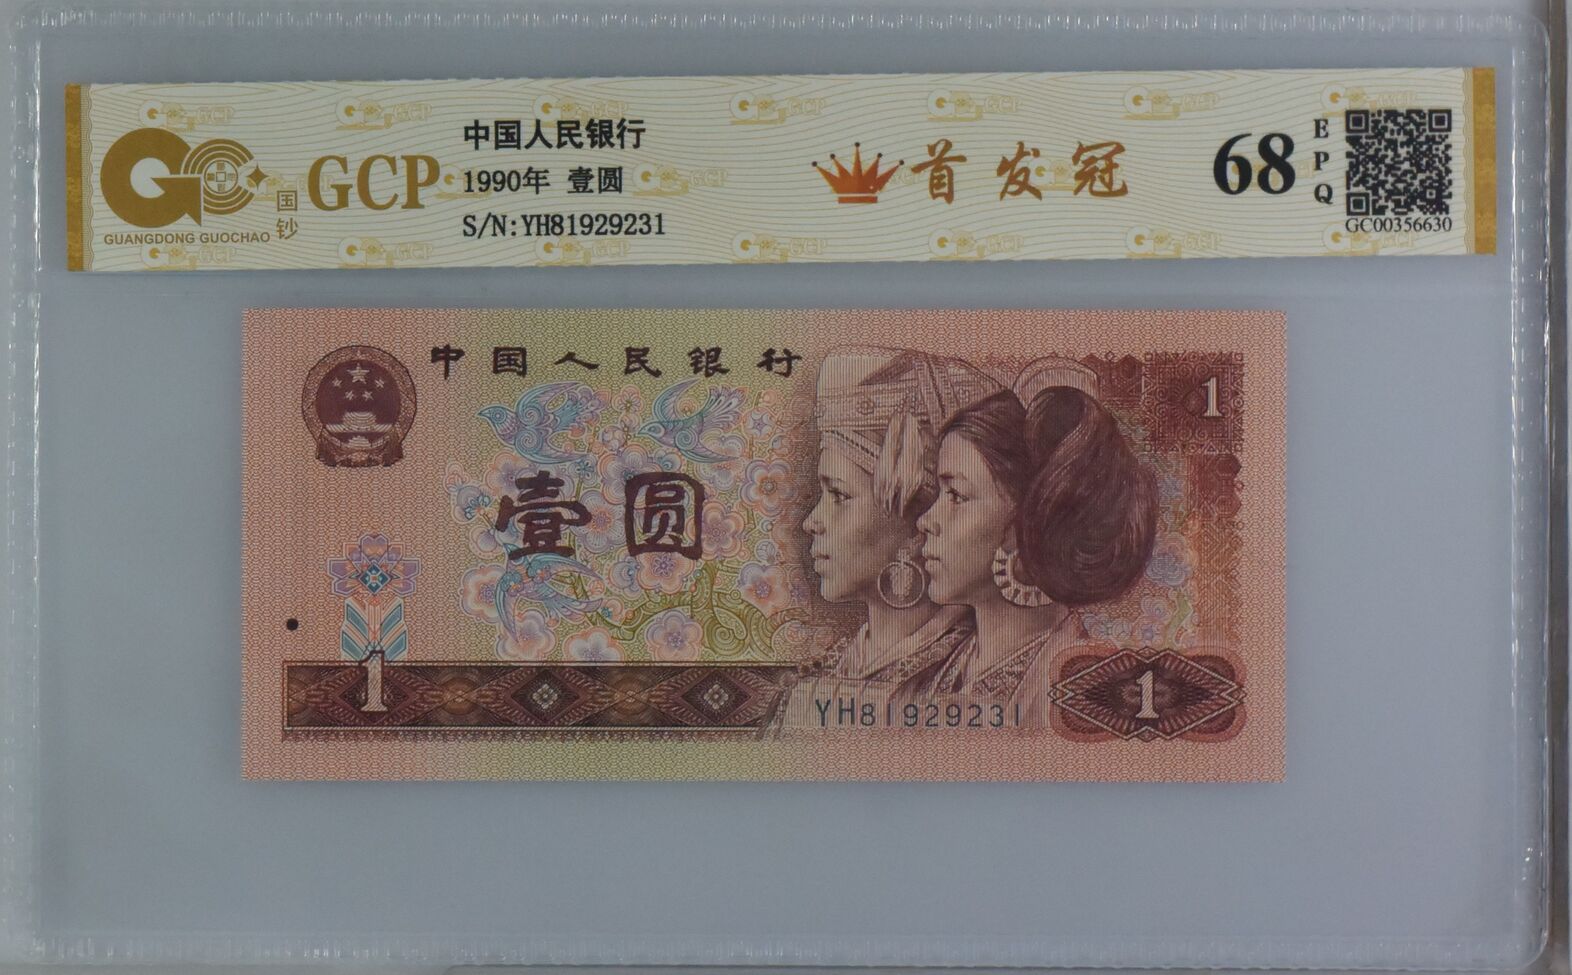 GUANGDONG GUOCHAO
国钞
GCP
中国人民银行
1990年 壹圆
S/N:YH81929231
首发冠
68
EPQ
GC00356630
中国人民银行
1
壹圆
1
YH81929231
1